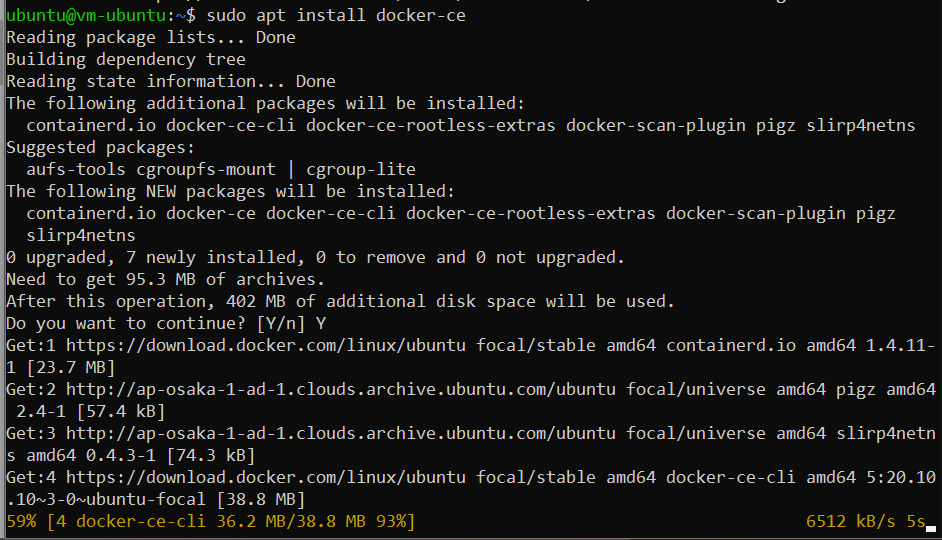 ubuntu@vm-ubuntu:~$ sudo apt install docker-ce
Reading package lists... Done
Building dependency tree
Reading state information... Done
The following additional packages will be installed:
  containerd.io docker-ce-cli docker-ce-rootless-extras docker-scan-plugin pigz slirp4netns
Suggested packages:
  aufs-tools cgroupfs-mount | cgroup-lite
The following NEW packages will be installed:
  containerd.io docker-ce docker-ce-cli docker-ce-rootless-extras docker-scan-plugin pigz
  slirp4netns
0 upgraded, 7 newly installed, 0 to remove and 0 not upgraded.
Need to get 95.3 MB of archives.
After this operation, 402 MB of additional disk space will be used.
Do you want to continue? [Y/n] Y
Get:1 https://download.docker.com/linux/ubuntu focal/stable amd64 containerd.io amd64 1.4.11-
1 [23.7 MB]
Get:2 http://ap-osaka-1-ad-1.clouds.archive.ubuntu.com/ubuntu focal/universe amd64 pigz amd64
 2.4-1 [57.4 kB]
Get:3 http://ap-osaka-1-ad-1.clouds.archive.ubuntu.com/ubuntu focal/universe amd64 slirp4netn
s amd64 0.4.3-1 [74.3 kB]
Get:4 https://download.docker.com/linux/ubuntu focal/stable amd64 docker-ce-cli amd64 5:20.10
.10~3-0~ubuntu-focal [38.8 MB]
59% [4 docker-ce-cli 36.2 MB/38.8 MB 93%] 6512 kB/s 5s